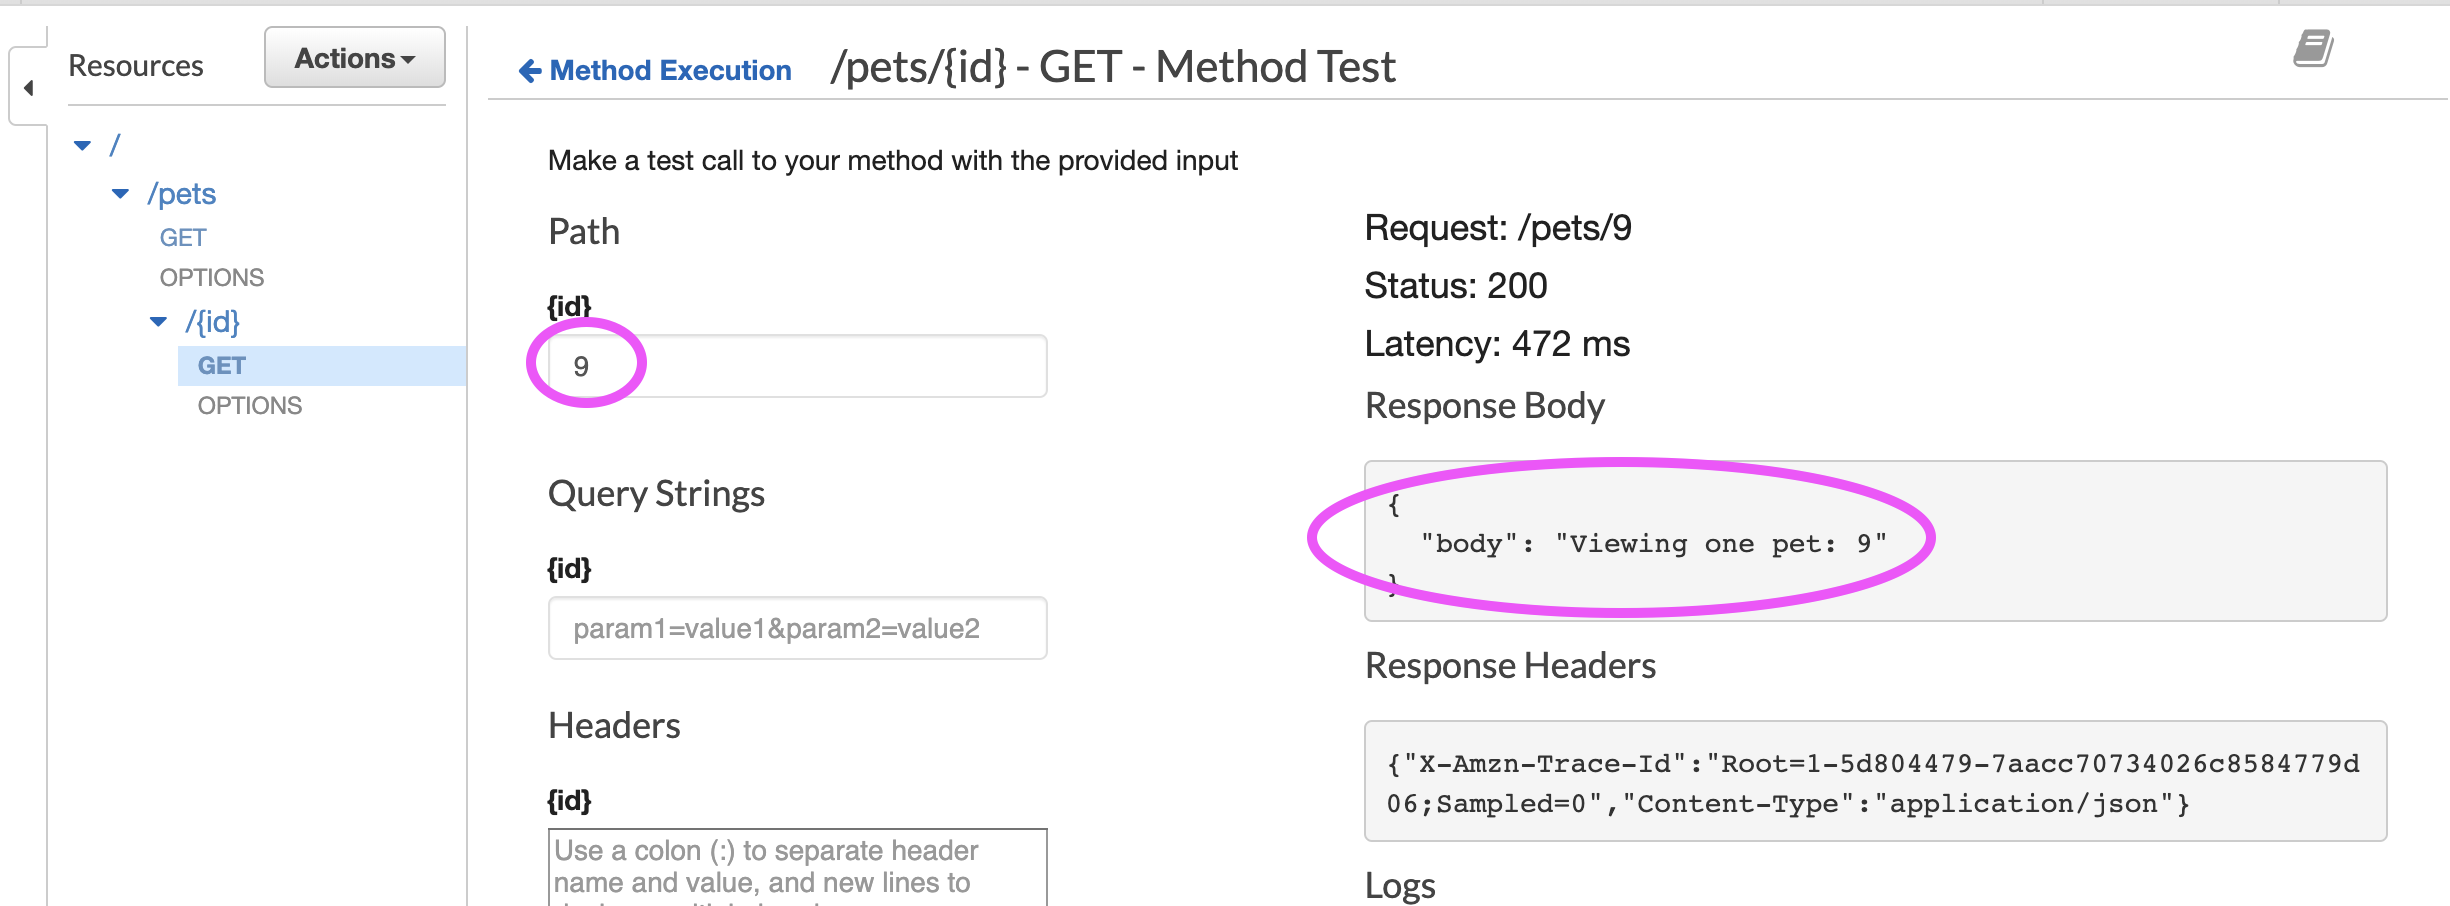 Resources
Actions
/
/pets
GET
OPTIONS
/{id}
GET
OPTIONS
Method Execution
/pets/{id} - GET - Method Test
Make a test call to your method with the provided input
Path
{id}
9
Query Strings
{id}
param1=value1&param2=value2
Headers
{id}
Use a colon (:) to separate header
name and value, and new lines to
Request: /pets/9
Status: 200
Latency: 472 ms
Response Body
{
"body": "Viewing one pet: 9"
}
Response Headers
{"X-Amzn-Trace-Id":"Root=1-5d804479-7aacc70734026c8584779d
06;Sampled=0","Content-Type":"application/json"}
Logs